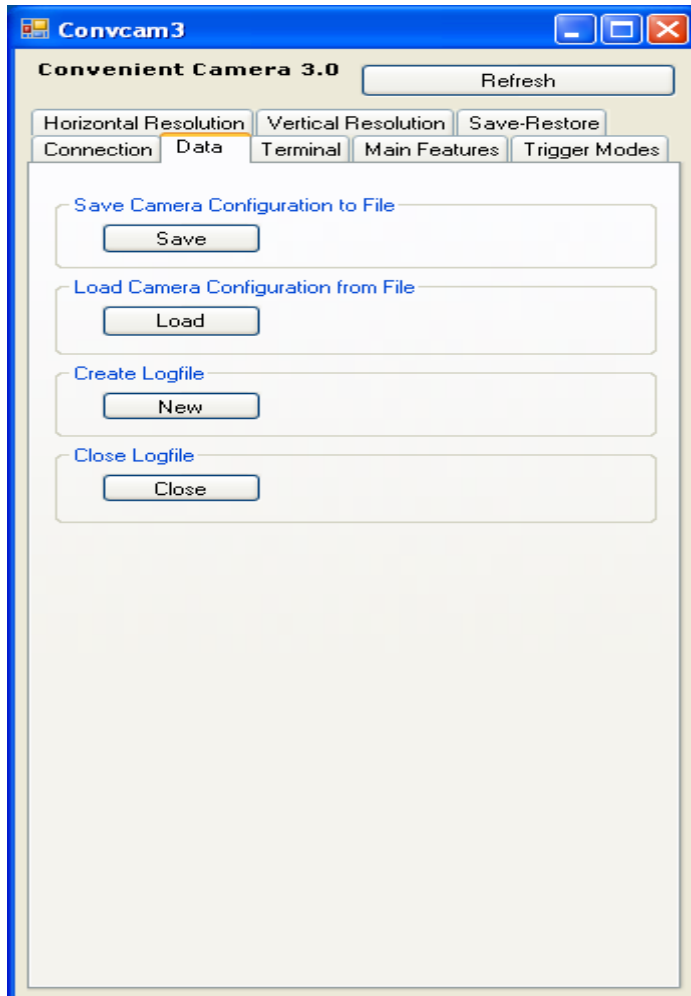 Convcam3
Convenient Camera 3.0
Refresh
Horizontal Resolution Vertical Resolution Save-Restore
Connection Data Terminal Main Features Trigger Modes
Save Camera Configuration to File
Save
Load Camera Configuration from File
Load
Create Logfile
New
Close Logfile
Close